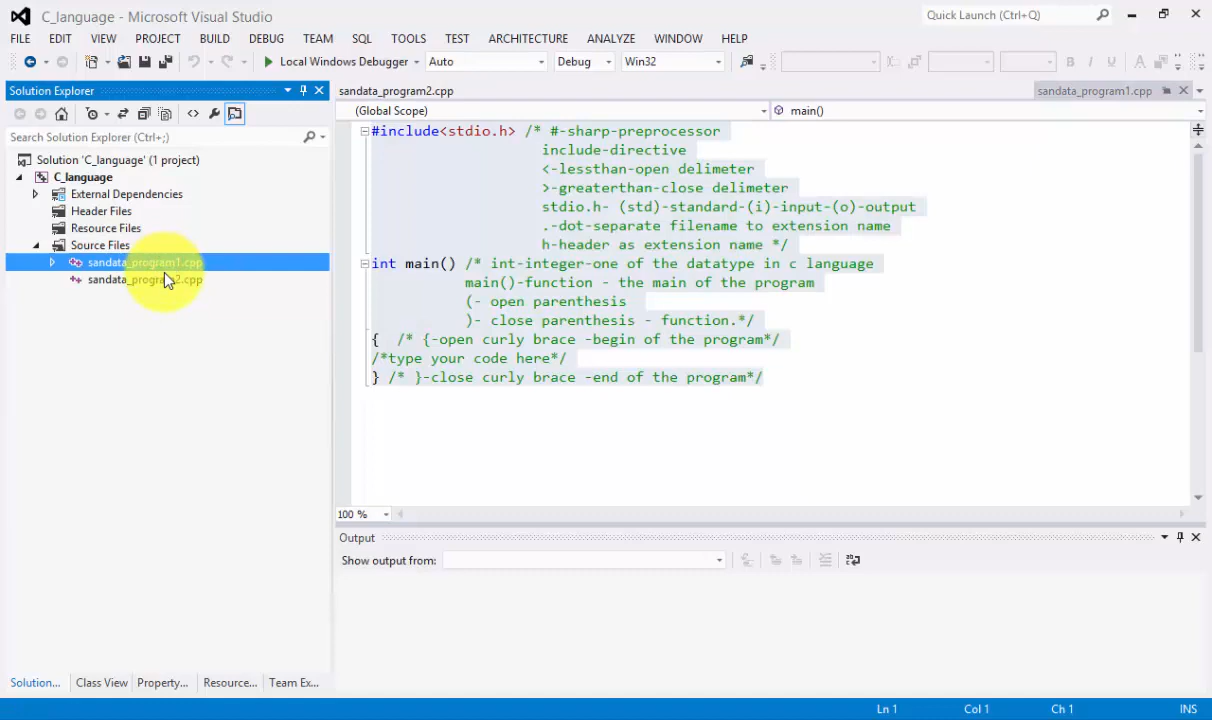 C_language - Microsoft Visual Studio
Quick Launch (Ctrl+Q)
FILE EDIT VIEW PROJECT BUILD DEBUG TEAM SQL TOOLS TEST ARCHITECTURE ANALYZE WINDOW HELP
Local Windows Debugger Auto Debug Win32
Solution Explorer
Search Solution Explorer (Ctrl+;)
Solution 'C_language' (1 project)
C_language
External Dependencies
Header Files
Resource Files
Source Files
sandata_program1.cpp
sandata_program2.cpp
Solution... Class View Property... Resource... Team Ex...
sandata_program2.cpp
sandata_program1.cpp
(Global Scope)
main()
#include<stdio.h> /* #-sharp-preprocessor
include-directive
<-lessthan-open delimeter
>-greaterthan-close delimeter
stdio.h- (std)-standard-(i)-input-(o)-output
.-dot-separate filename to extension name
h-header as extension name */
int main() /* int-integer-one of the datatype in c language
main()-function - the main of the program
(- open parenthesis
)- close parenthesis - function.*/
{ /* {-open curly brace -begin of the program*/
/*type your code here*/
} /* }-close curly brace -end of the program*/
100 %
Output
Show output from:
Ln 1 Col 1 Ch 1 INS